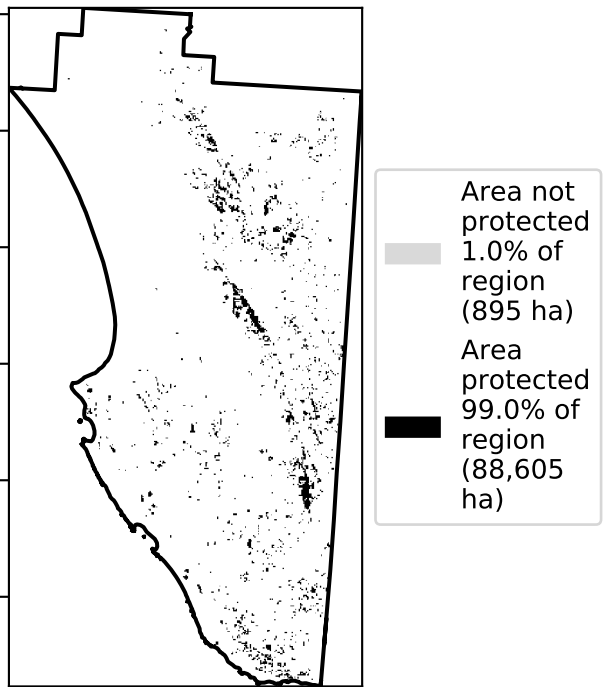 Area not
protected
1.0% of
region
(895 ha)
Area
protected
99.0% of
region
(88,605
ha)